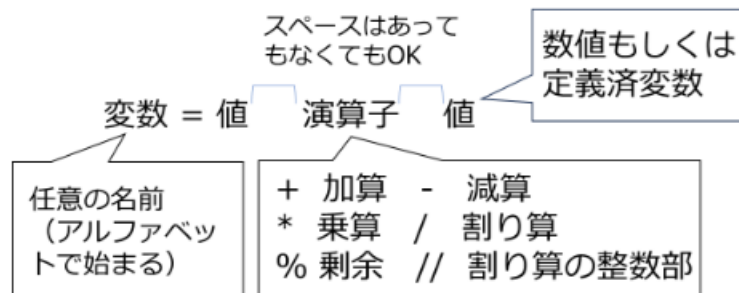 スペースはあって
もなくてもOK
数値もしくは
定義済変数
変数 = 値 演算子 値
任意の名前
（アルファベッ
トで始まる）
+ 加算 - 減算
* 乗算 / 割り算
% 剰余 // 割り算の整数部